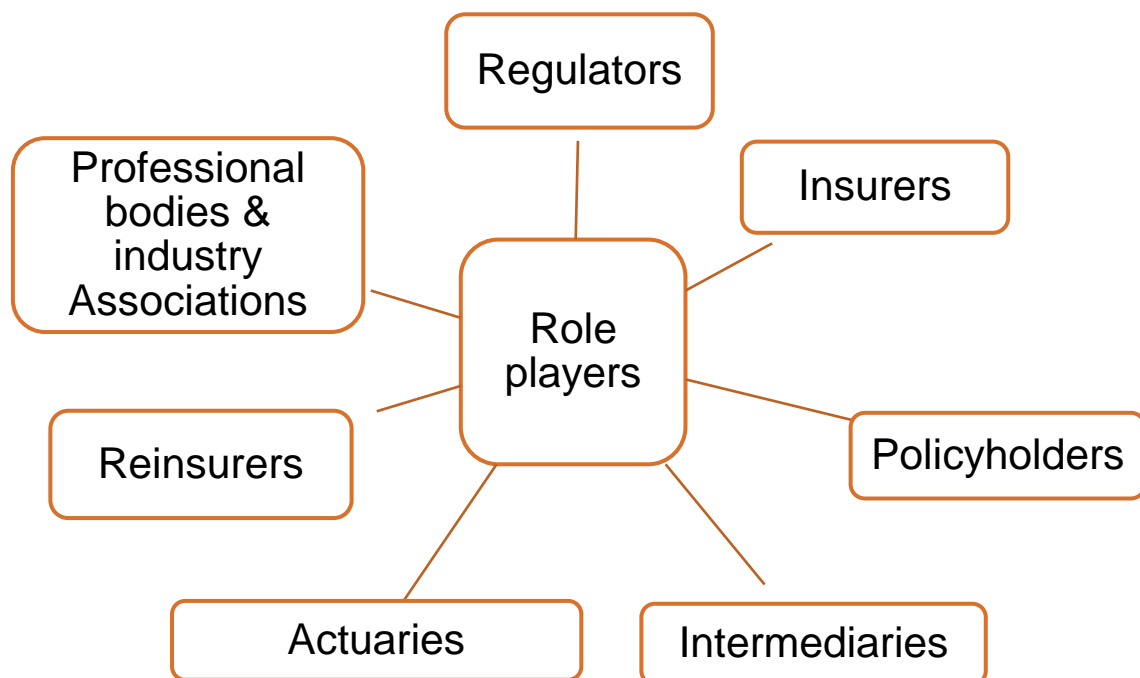 Regulators
Professional
bodies &
industry
Associations
Insurers
Role
players
Reinsurers
Policyholders
Actuaries
Intermediaries